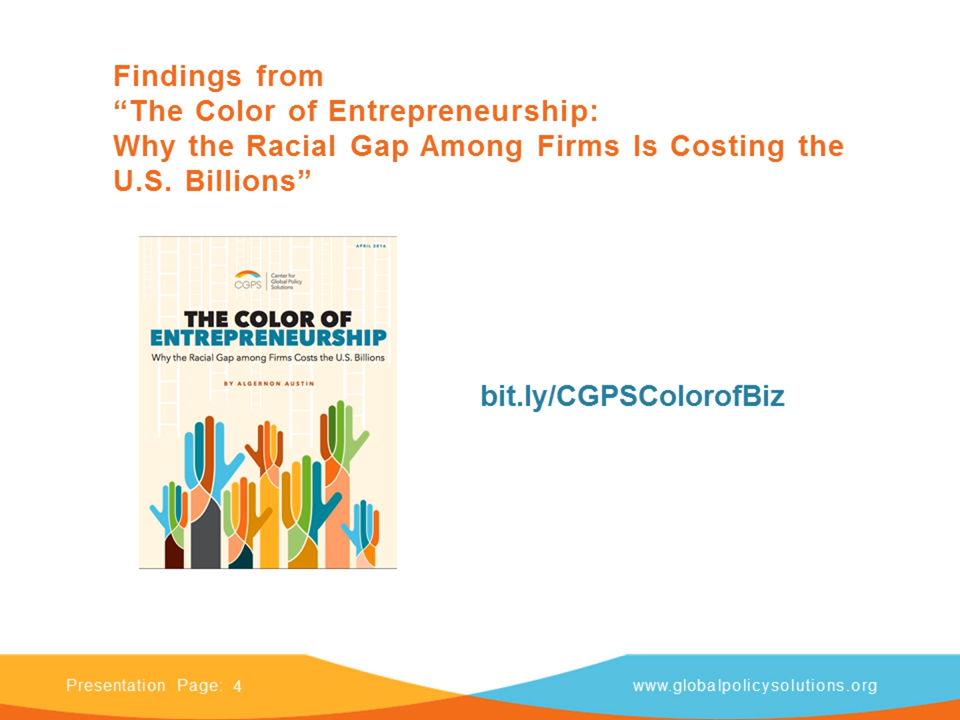 Findings from
“The Color of Entrepreneurship:
Why the Racial Gap Among Firms Is Costing the
U.S. Billions”
APRIL 2016
CGPS
Center for
Global Policy
Solutions
THE COLOR OF
ENTREPRENEURSHIP
Why the Racial Gap among Firms Costs the U.S. Billions
BY ALGERNON AUSTIN
bit.ly/CGPSColorofBiz
Presentation Page: 4
www.globalpolicysolutions.org